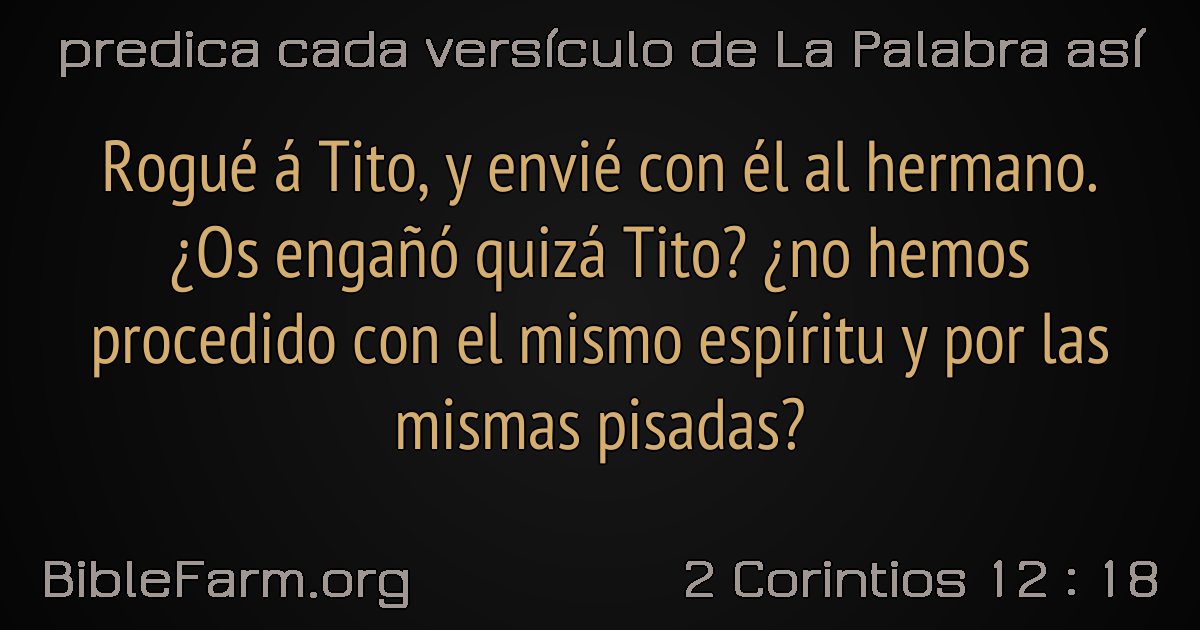 predica cada versículo de La Palabra así
Rogué á Tito, y envié con él al hermano.
¿Os engañó quizá Tito? ¿no hemos
procedido con el mismo espíritu y por las
mismas pisadas?
BibleFarm.org
2 Corintios 12 : 18